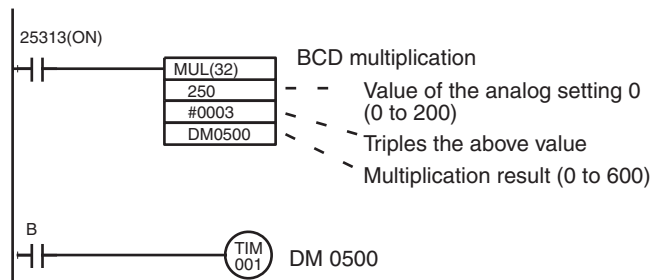 25313(ON)
MUL(32)
BCD multiplication
250
Value of the analog setting 0
(0 to 200)
#0003
Triples the above value
DM0500
Multiplication result (0 to 600)
B
TIM
001
DM 0500